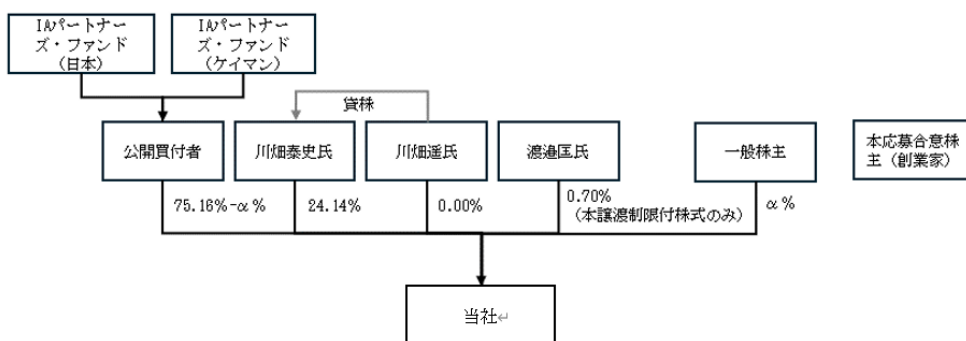 IAパートナー
ズ・ファンド
(日本)
IAパートナー
ズ・ファンド
(ケイマン)
貸株
公開買付者
川畑泰史氏
川畑遥氏
渡邉匡氏
一般株主
本応募合意株
主(創業家)
75.16%-α%
24.14%
0.00%
0.70%
(本譲渡制限付株式のみ)
α%
当社↵